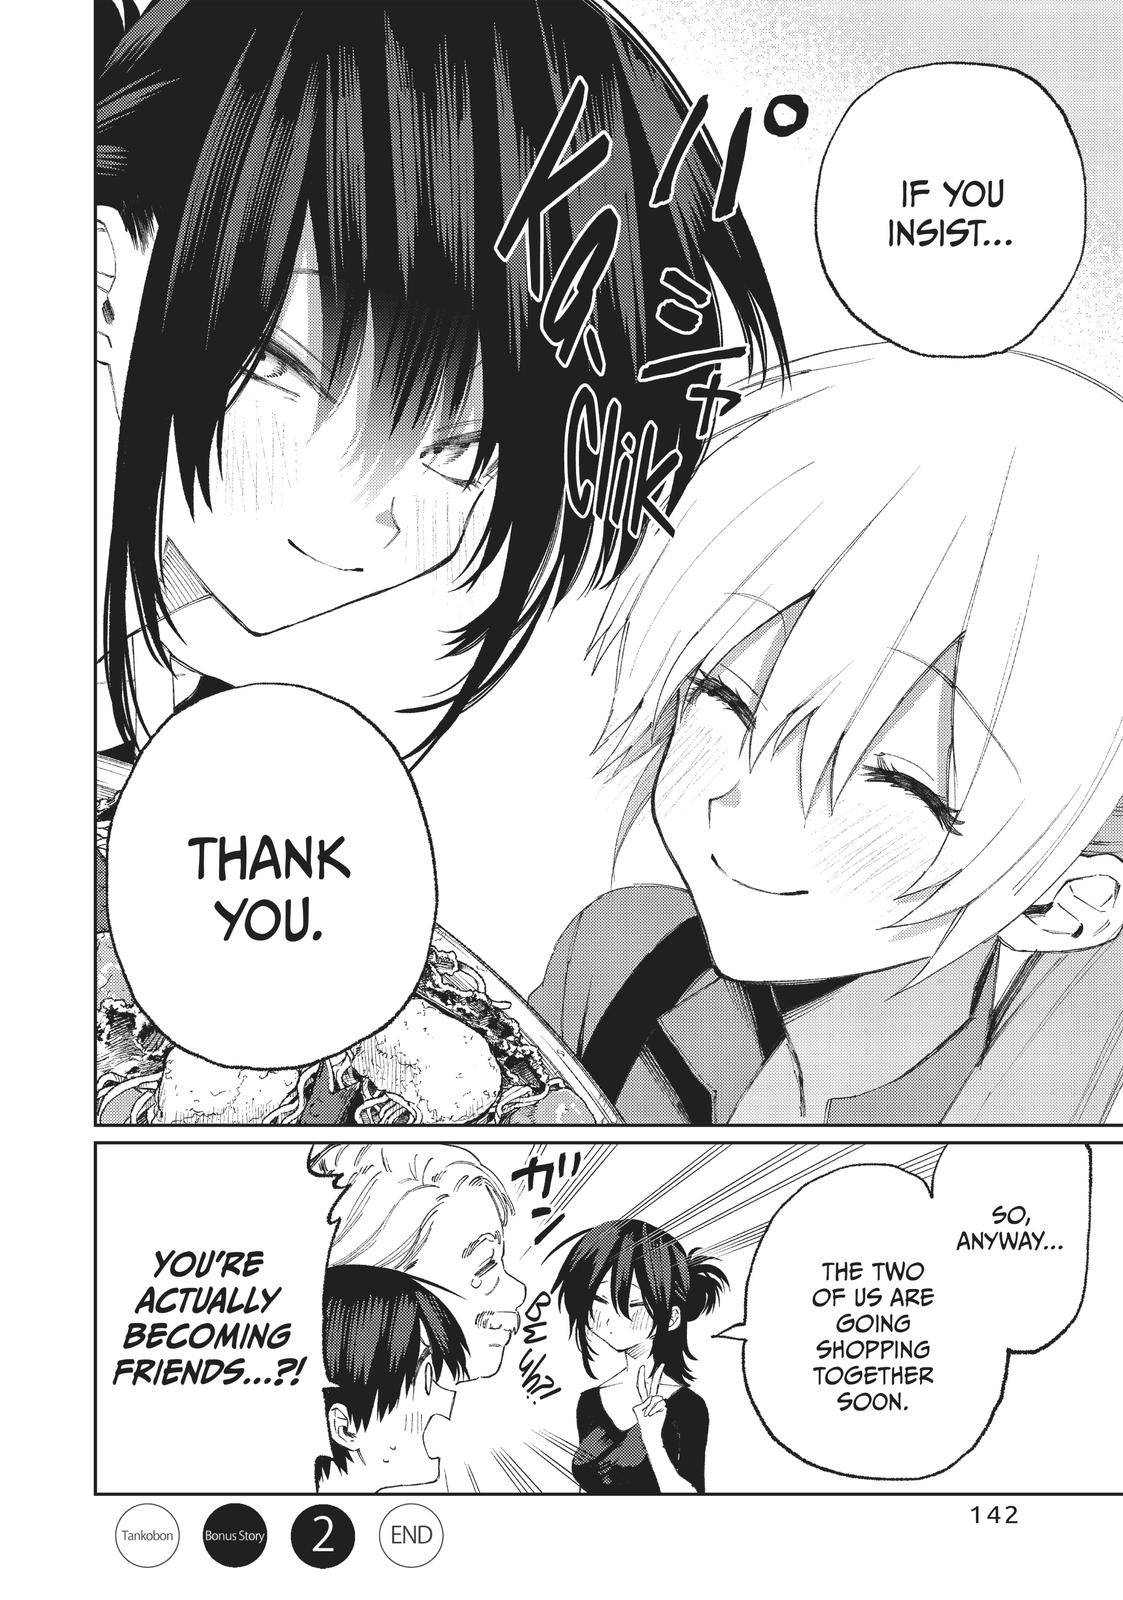 IF YOU
INSIST...
パシャ
Ka,
Clik
THANK
YOU.
SO,
ANYWAY...
THE TWO
OF US ARE
GOING
SHOPPING
TOGETHER
SOON.
ガン
Bwuh?!
YOU'RE
ACTUALLY
BECOMING
FRIENDS...?!
142
Tankobon
Bonus Story
2
END